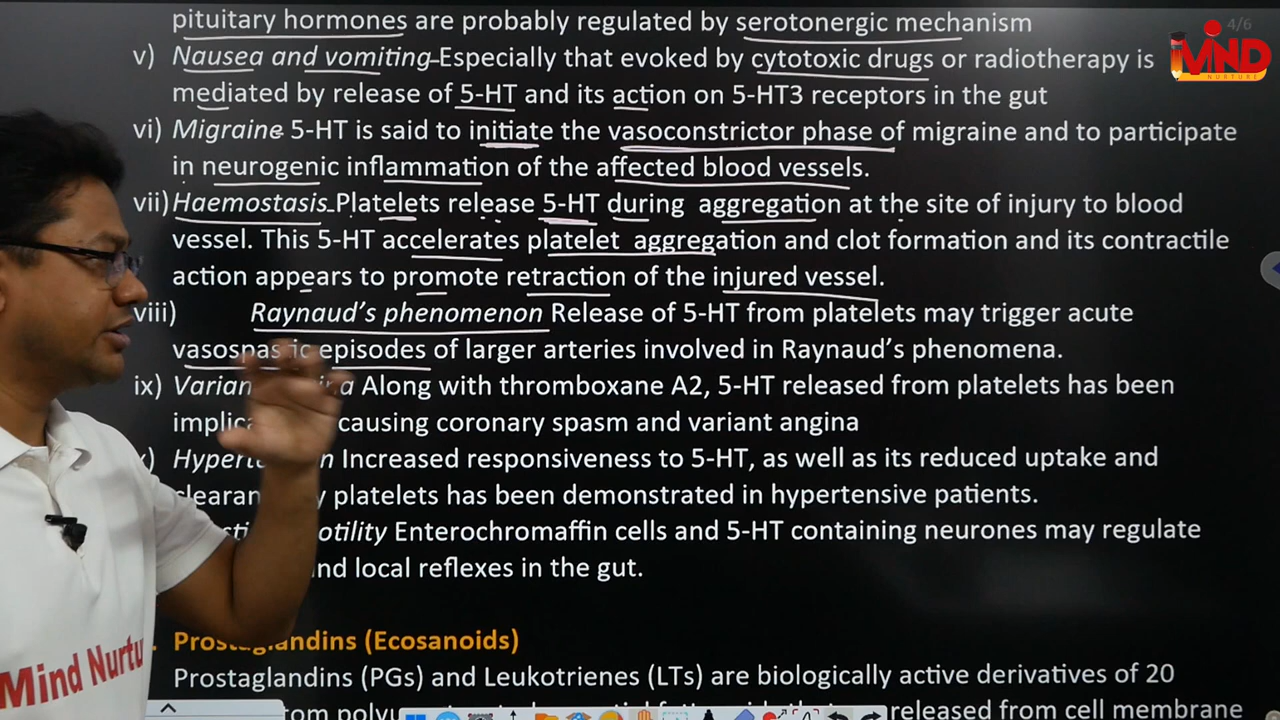 pituitary hormones are probably regulated by serotonergic mechanism
4/6
MIND
NURTURE
v) Nausea and vomiting-Especially that evoked by cytotoxic drugs or radiotherapy is
mediated by release of 5-HT and its action on 5-HT3 receptors in the gut
vi) Migraine- 5-HT is said to initiate the vasoconstrictor phase of migraine and to participate
in neurogenic inflammation of the affected blood vessels.
vii) Haemostasis-Platelets release 5-HT during aggregation at the site of injury to blood
vessel. This 5-HT accelerates platelet aggregation and clot formation and its contractile
action appears to promote retraction of the injured vessel.
viii) Raynaud's phenomenon Release of 5-HT from platelets may trigger acute
vasospastic episodes of larger arteries involved in Raynaud's phenomena.
ix) Along with thromboxane A2, 5-HT released from platelets has been
causing coronary spasm and variant angina
Increased responsiveness to 5-HT, as well as its reduced uptake and
platelets has been demonstrated in hypertensive patients.
Enterochromaffin cells and 5-HT containing neurones may regulate
and local reflexes in the gut.
Prostaglandins (Ecosanoids)
Prostaglandins (PGs) and Leukotrienes (LTs) are biologically active derivatives of 20
released from cell membrane
Mind Nurtu